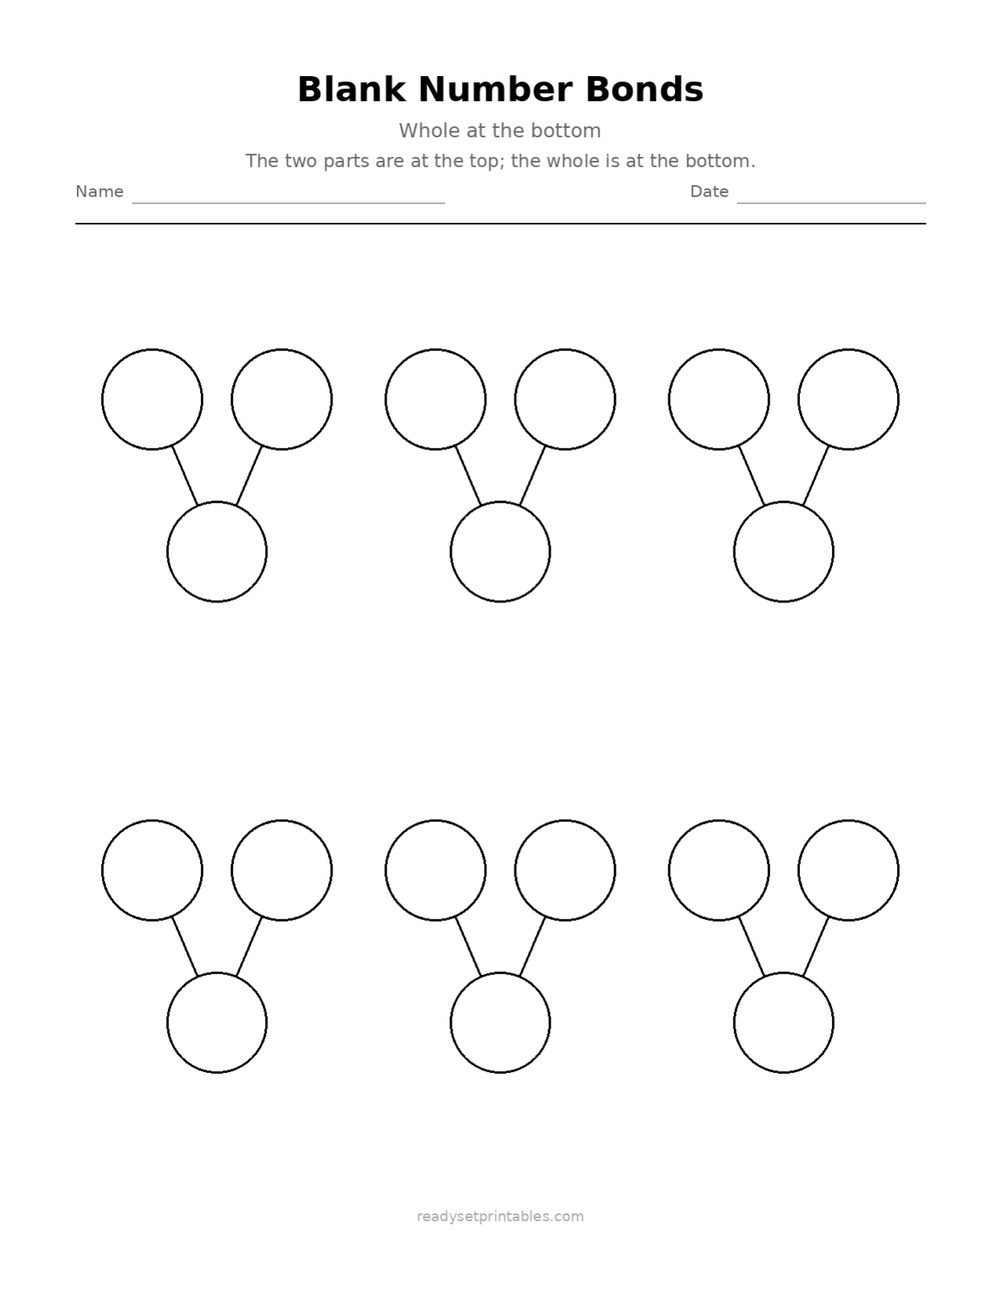 Blank Number Bonds
Whole at the bottom
The two parts are at the top; the whole is at the bottom.
Name Date
readysetprintables.com